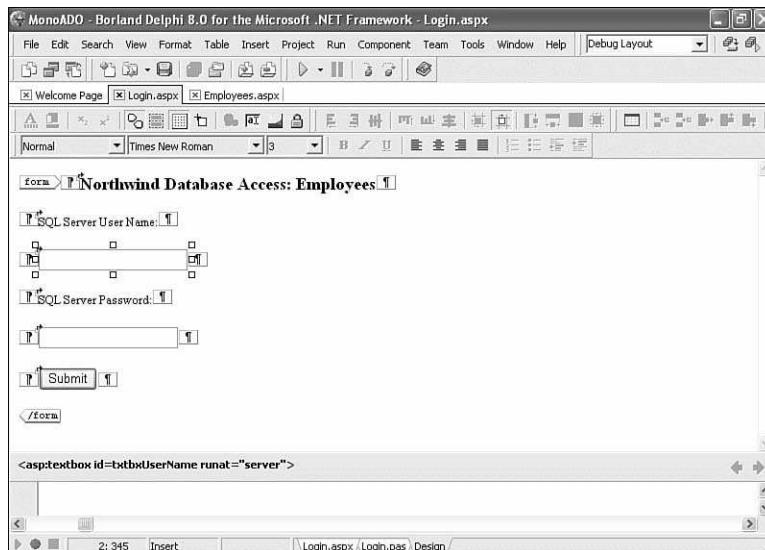 MonoADO - Borland Delphi 8.0 for the Microsoft .NET Framework - Login.aspx
File Edit Search View Format Table Insert Project Run Component Team Tools Window Help Debug Layout
Welcome Page Login.aspx Employees.aspx
Normal Times New Roman 3 B I U
form Northwind Database Access: Employees ¶
SQL Server User Name: ¶
¶
SQL Server Password: ¶
¶
Submit ¶
/form
<asp:textbox id=txtbxUserName runat="server">
2: 345 Insert Login.aspx Login.pas Design